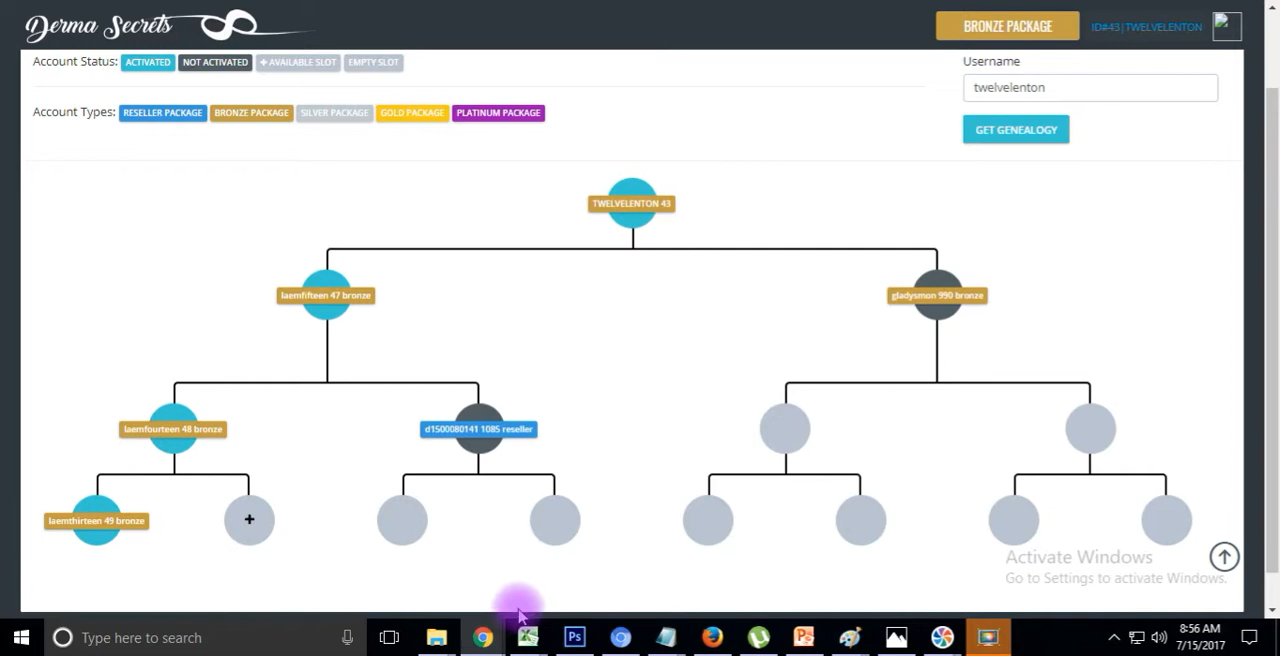 Derma Secrets
BRONZE PACKAGE
ID#43|TWELVELENTON
Account Status: ACTIVATED NOT ACTIVATED + AVAILABLE SLOT EMPTY SLOT
Username
twelvelenton
Account Types: RESELLER PACKAGE BRONZE PACKAGE SILVER PACKAGE GOLD PACKAGE PLATINUM PACKAGE
GET GENEALOGY
TWELVELENTON 43
laemfifteen 47 bronze
gladysmon 990 bronze
laemfourteen 48 bronze
d1500080141 1085 reseller
laemthirteen 49 bronze
+
Activate Windows
Go to Settings to activate Windows.
Type here to search
Ps
8:56 AM
7/15/2017